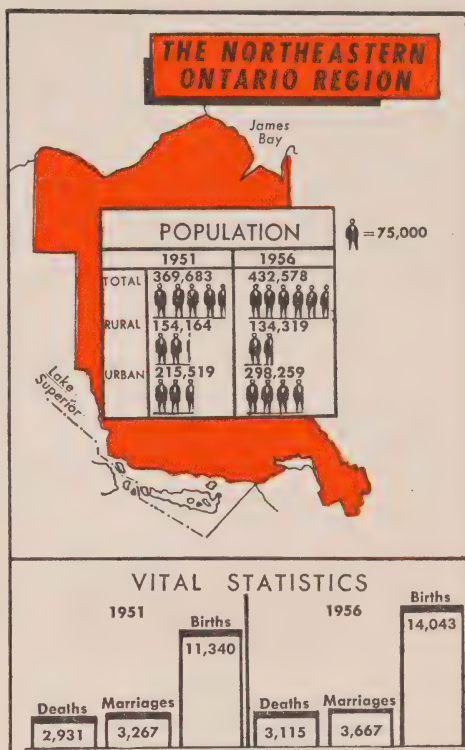 THE NORTHEASTERN
ONTARIO REGION
James
Bay
POPULATION
= 75,000
1951 1956
TOTAL 369,683 432,578
RURAL 154,164 134,319
URBAN 215,519 298,259
Lake
Superior
VITAL STATISTICS
1951 1956
Births Births
11,340 14,043
Deaths Marriages Deaths Marriages
2,931 3,267 3,115 3,667